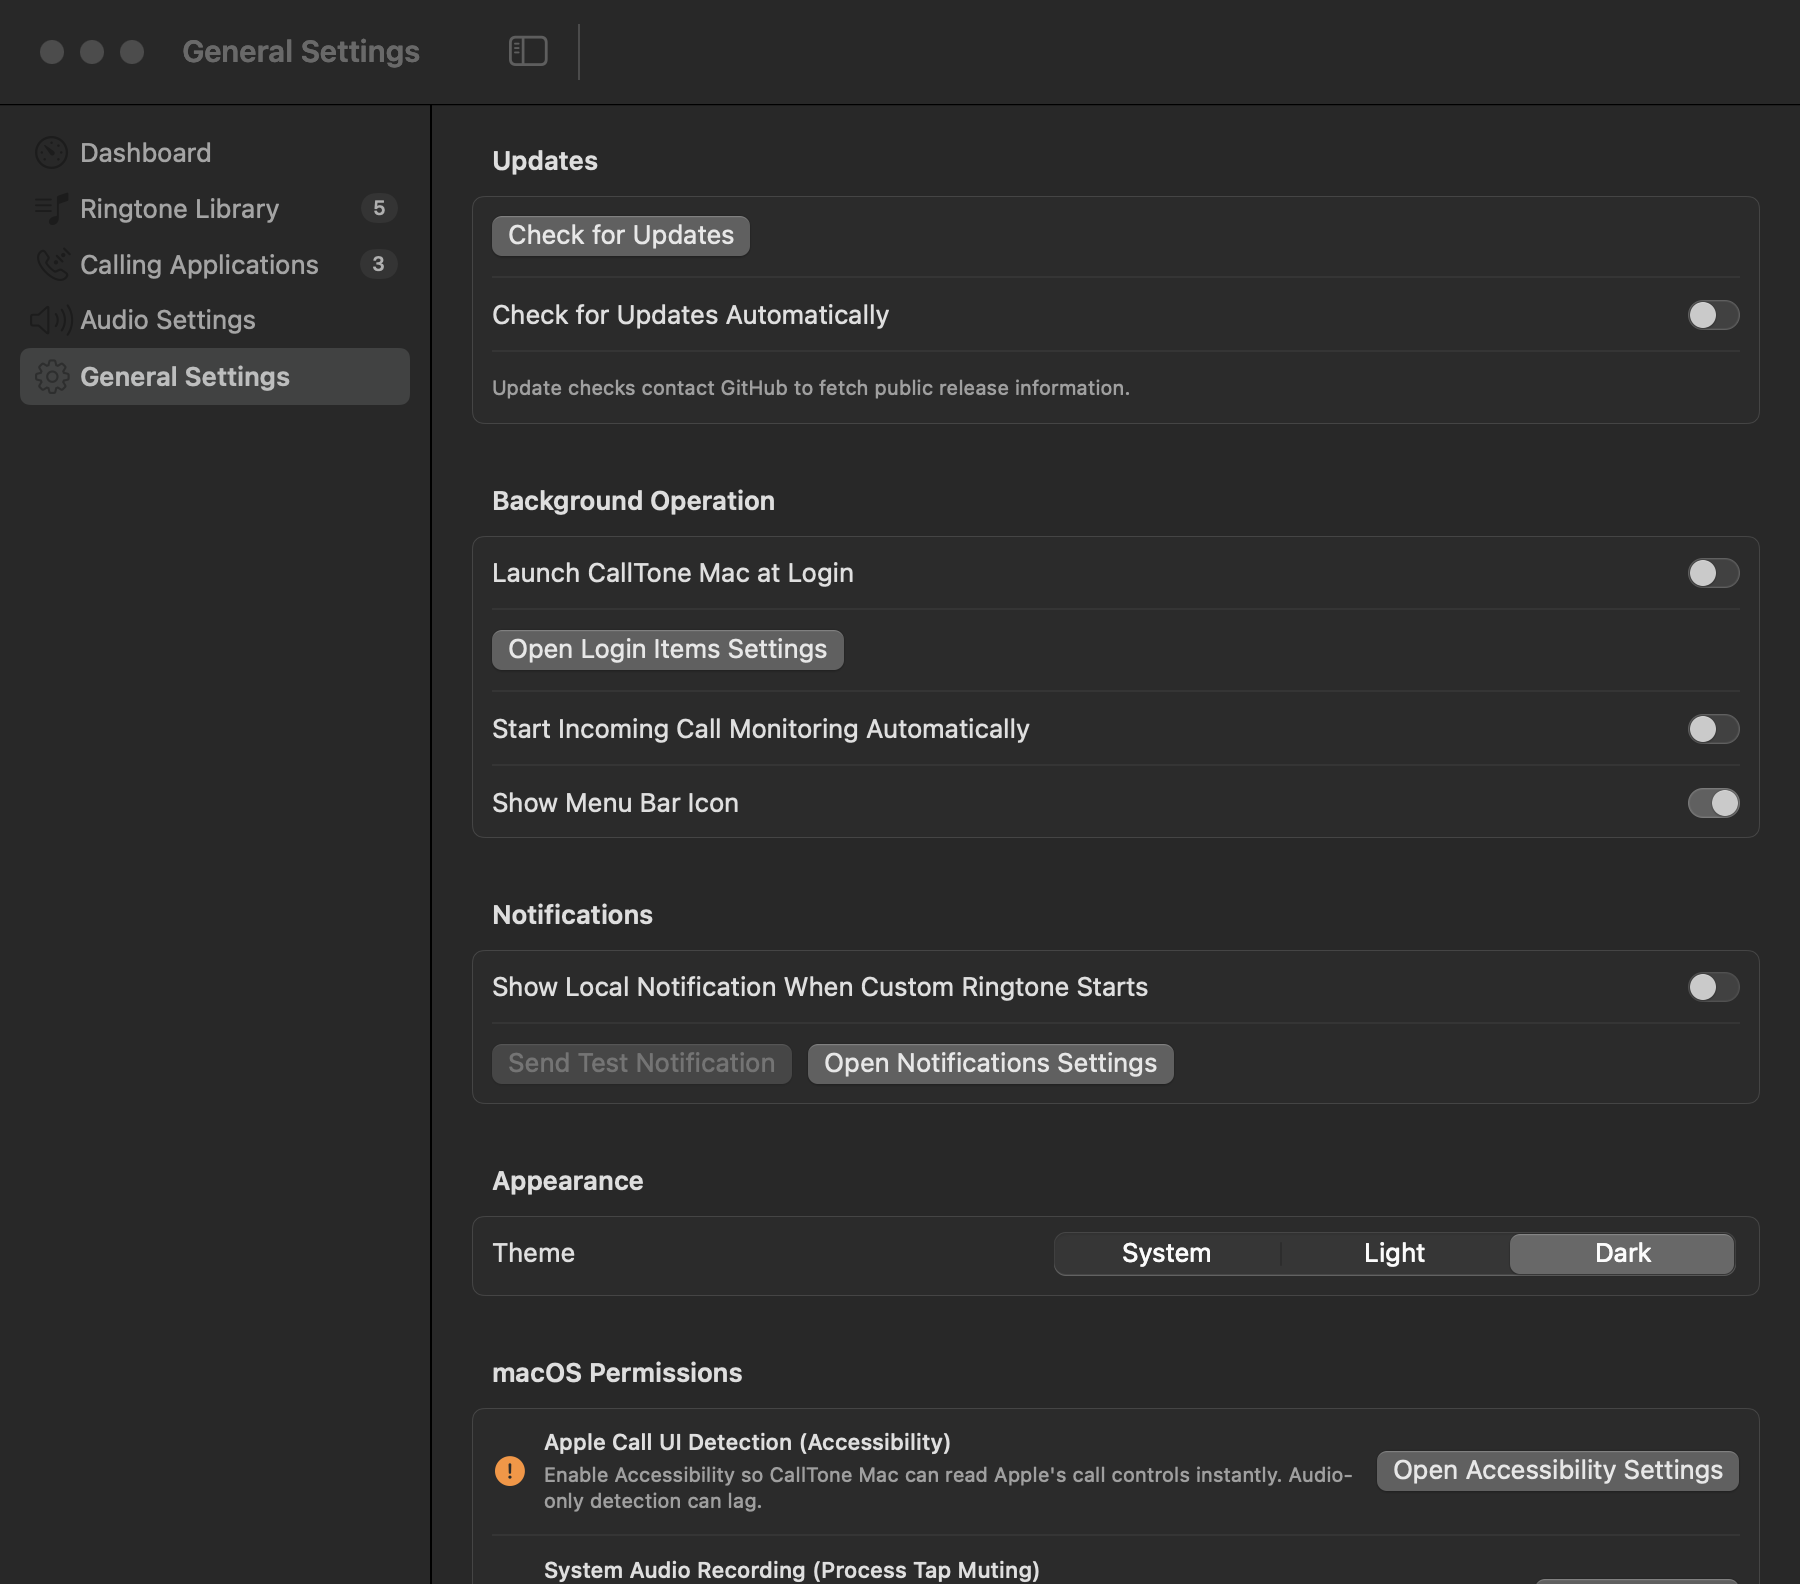 General Settings
Dashboard
Ringtone Library 5
Calling Applications 3
Audio Settings
General Settings
Updates
Check for Updates
Check for Updates Automatically
Update checks contact GitHub to fetch public release information.
Background Operation
Launch CallTone Mac at Login
Open Login Items Settings
Start Incoming Call Monitoring Automatically
Show Menu Bar Icon
Notifications
Show Local Notification When Custom Ringtone Starts
Send Test Notification Open Notifications Settings
Appearance
Theme System Light Dark
macOS Permissions
Apple Call UI Detection (Accessibility)
Enable Accessibility so CallTone Mac can read Apple's call controls instantly. Audio-
only detection can lag.
Open Accessibility Settings
System Audio Recording (Process Tap Muting)